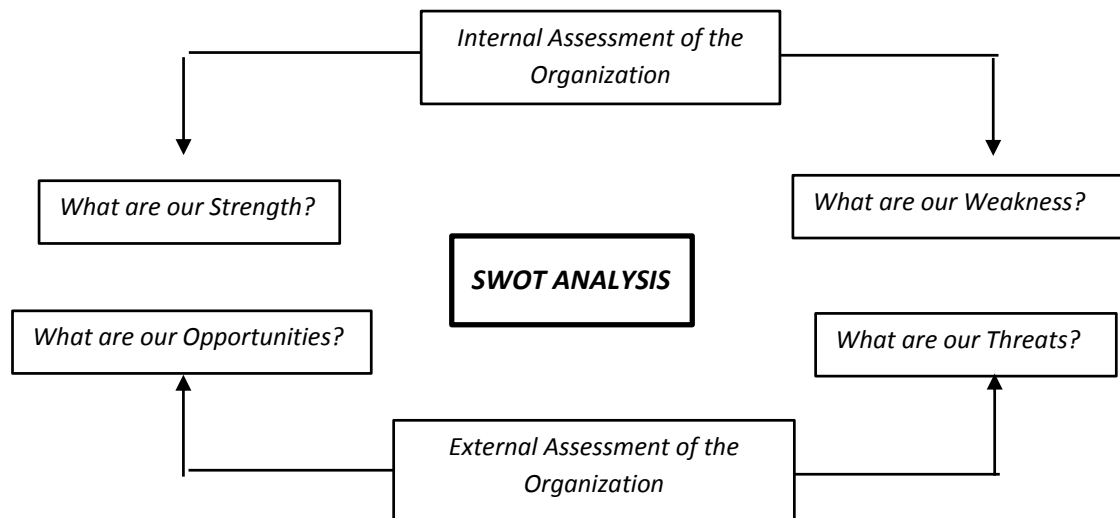 Internal Assessment of the
Organization
What are our Strength?
What are our Weakness?
SWOT ANALYSIS
What are our Opportunities?
What are our Threats?
External Assessment of the
Organization